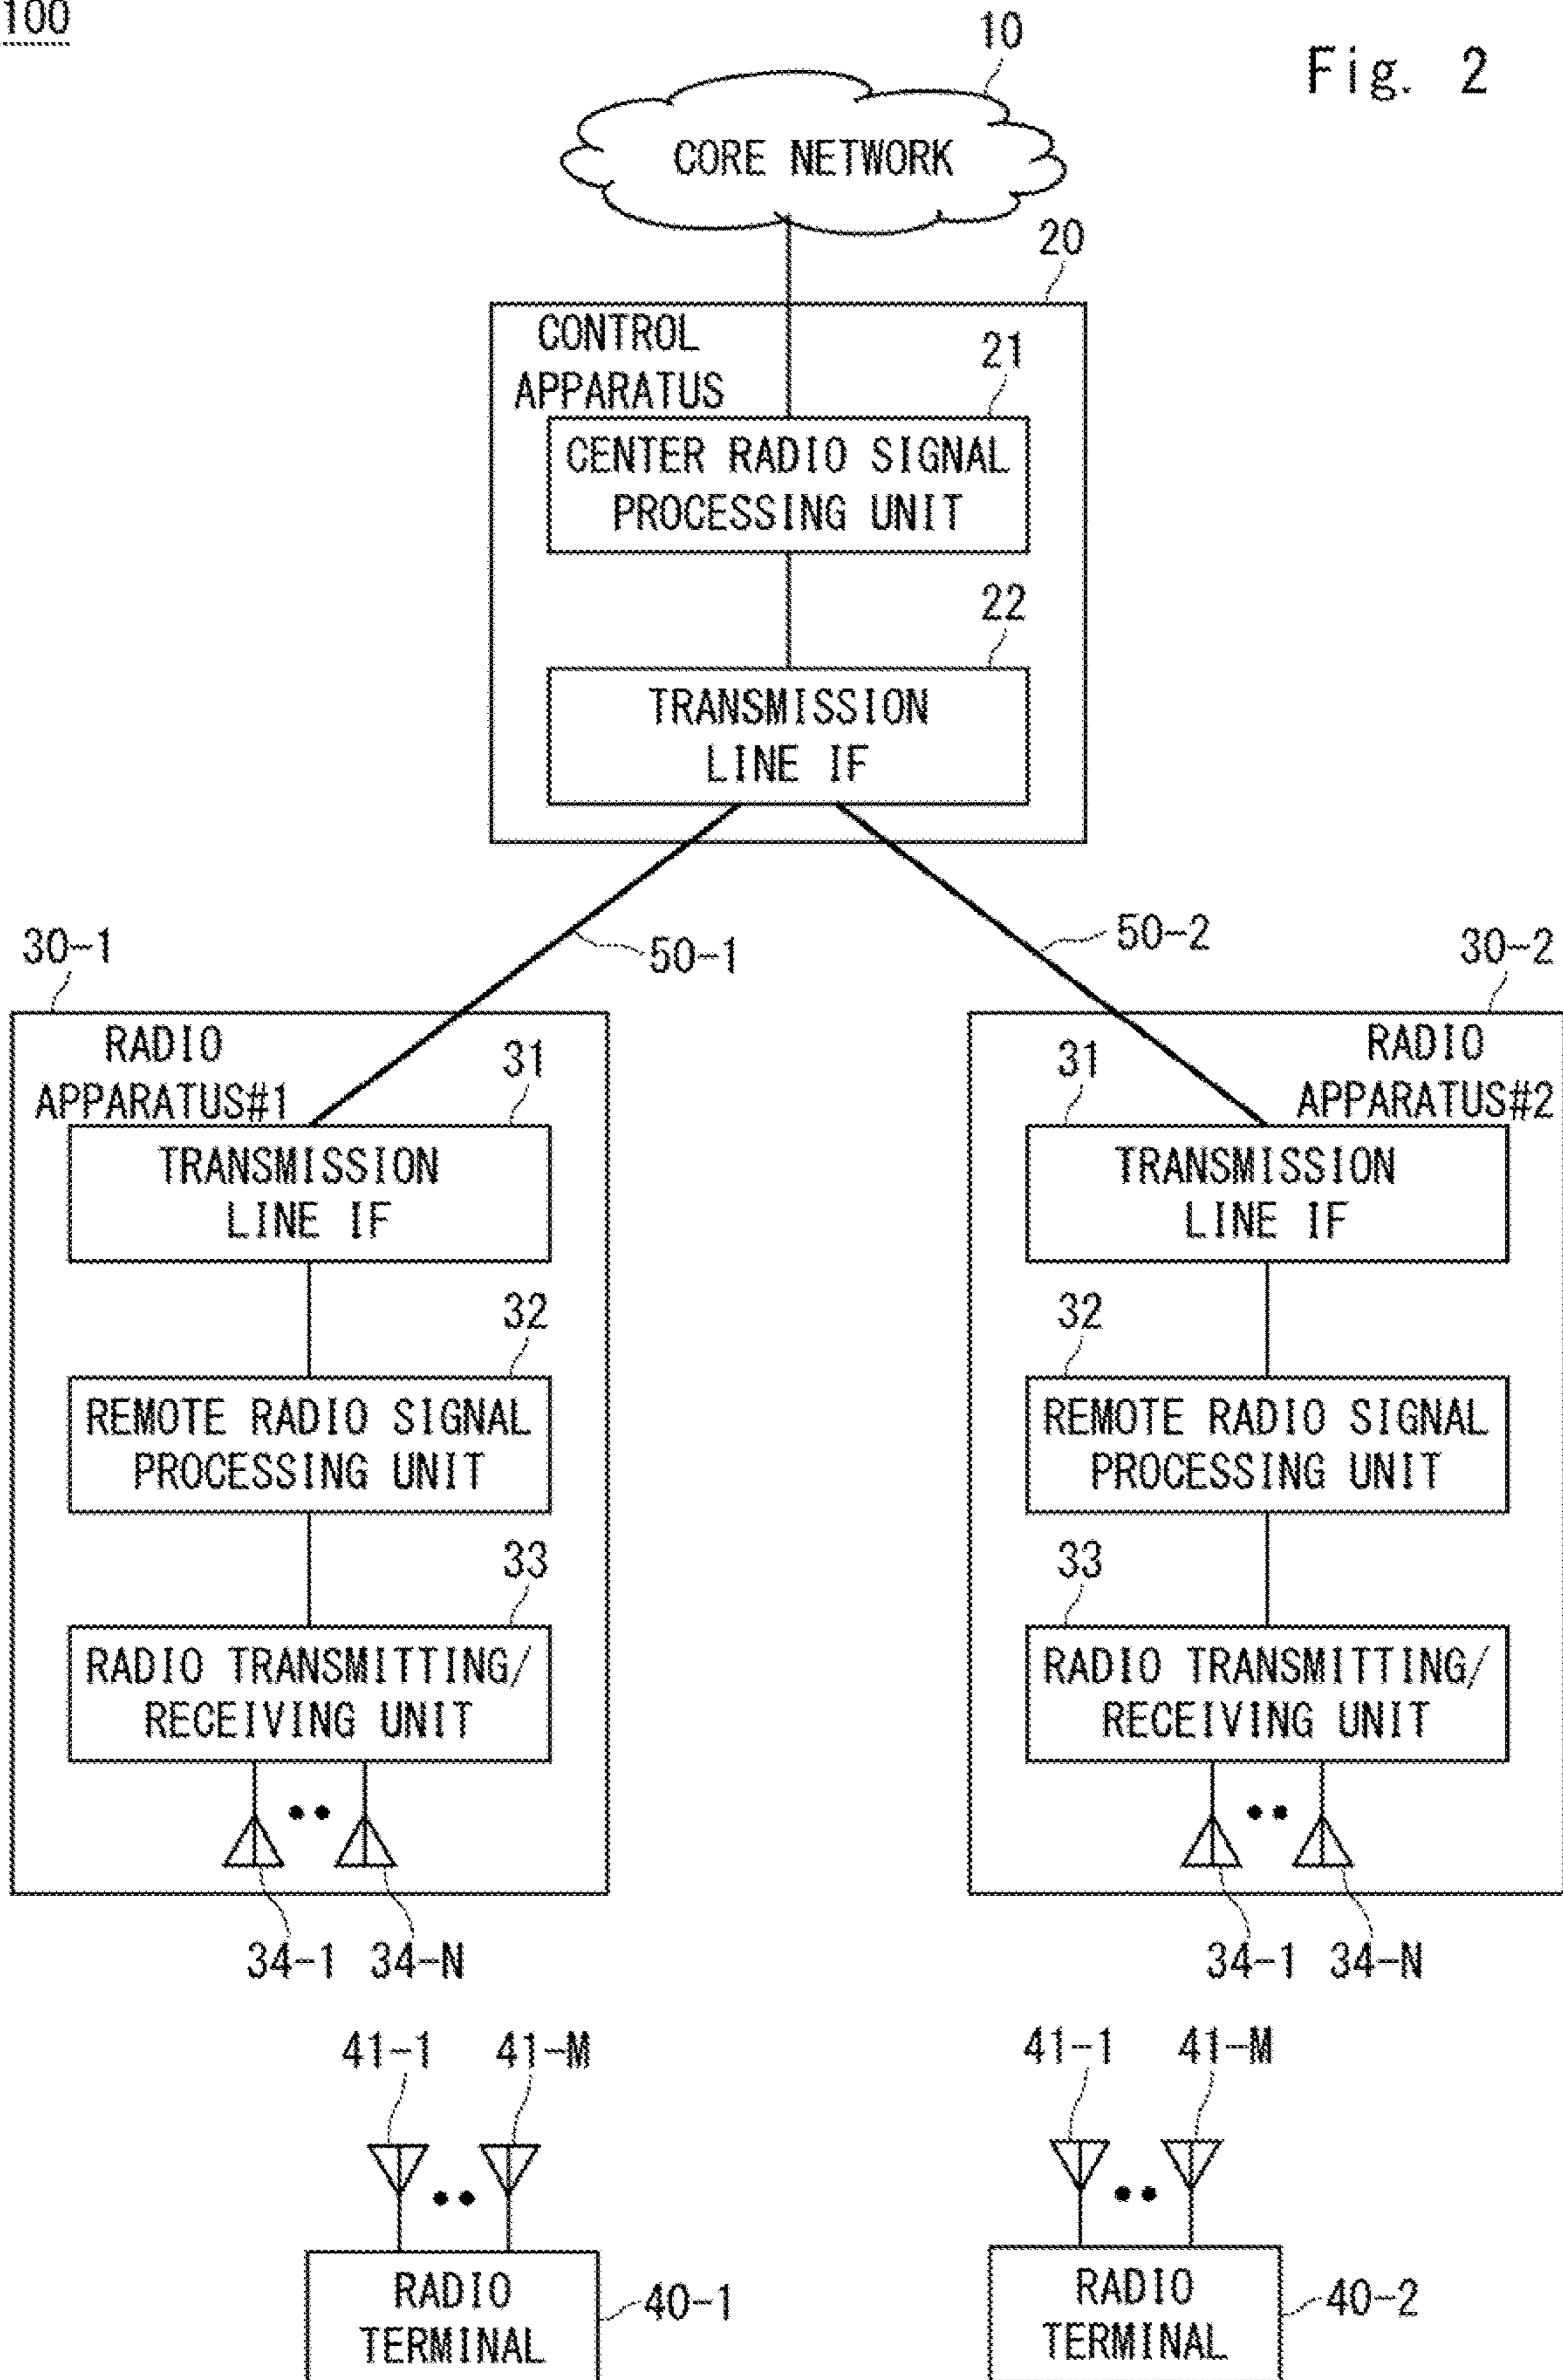 100
10
Fig. 2
CORE NETWORK
20
CONTROL
APPARATUS
21
CENTER RADIO SIGNAL
PROCESSING UNIT
22
TRANSMISSION
LINE IF
50-1
50-2
30-1
30-2
RADIO
APPARATUS#1
31
TRANSMISSION
LINE IF
32
REMOTE RADIO SIGNAL
PROCESSING UNIT
33
RADIO TRANSMITTING/
RECEIVING UNIT
34-1 34-N
RADIO
APPARATUS#2
31
TRANSMISSION
LINE IF
32
REMOTE RADIO SIGNAL
PROCESSING UNIT
33
RADIO TRANSMITTING/
RECEIVING UNIT
34-1 34-N
41-1 41-M
RADIO
TERMINAL
40-1
41-1 41-M
RADIO
TERMINAL
40-2